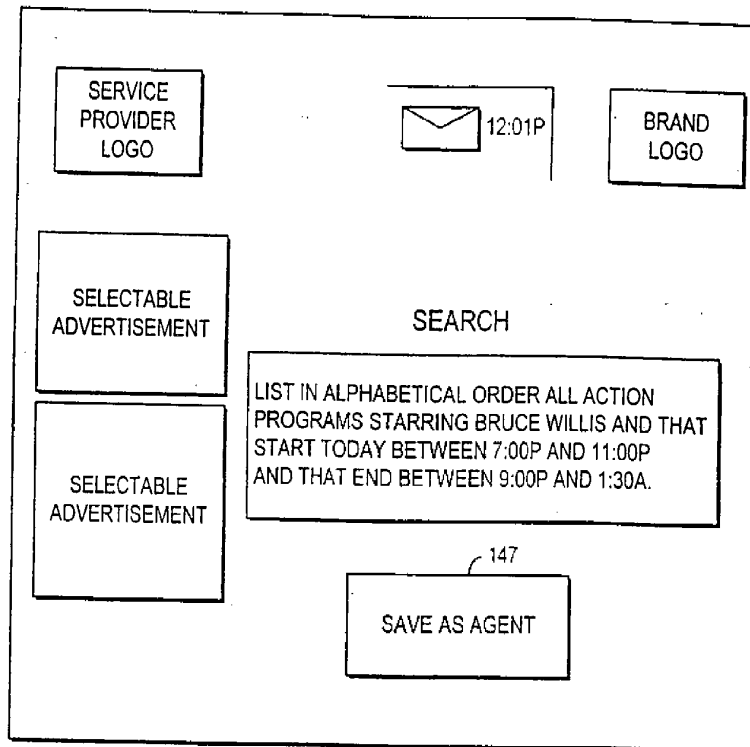 SERVICE
PROVIDER
LOGO
12:01P
BRAND
LOGO
SELECTABLE
ADVERTISEMENT
SEARCH
LIST IN ALPHABETICAL ORDER ALL ACTION
PROGRAMS STARRING BRUCE WILLIS AND THAT
START TODAY BETWEEN 7:00P AND 11:00P
AND THAT END BETWEEN 9:00P AND 1:30A.
SELECTABLE
ADVERTISEMENT
147
SAVE AS AGENT